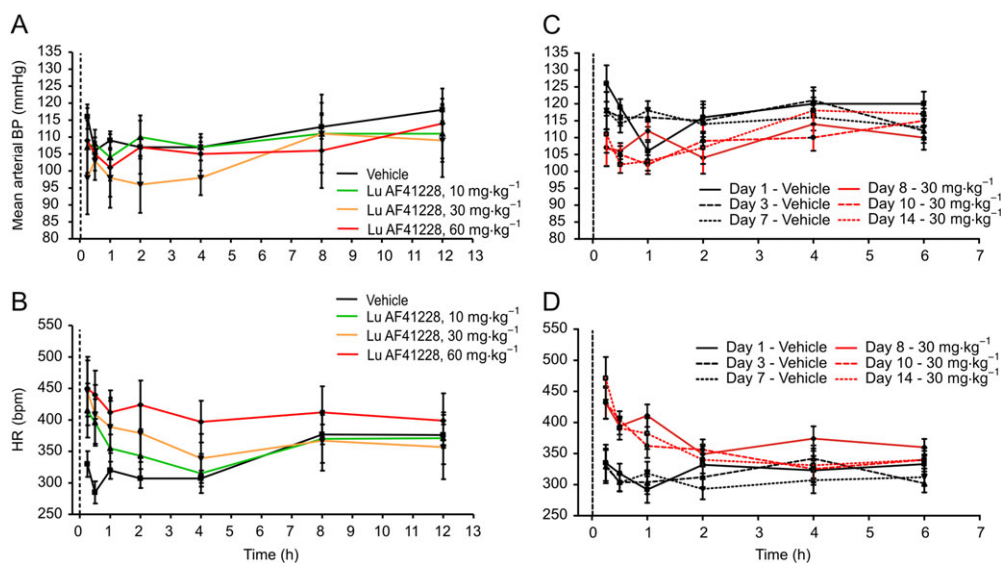 A
Mean arterial BP (mmHg)
135
130
125
120
115
110
105
100
95
90
85
80
0 1 2 3 4 5 6 7 8 9 10 11 12 13
Vehicle
Lu AF41228, 10 mg·kg⁻¹
Lu AF41228, 30 mg·kg⁻¹
Lu AF41228, 60 mg·kg⁻¹
B
HR (bpm)
550
500
450
400
350
300
250
0 1 2 3 4 5 6 7 8 9 10 11 12 13
Time (h)
Vehicle
Lu AF41228, 10 mg·kg⁻¹
Lu AF41228, 30 mg·kg⁻¹
Lu AF41228, 60 mg·kg⁻¹
C
135
130
125
120
115
110
105
100
95
90
85
80
0 1 2 3 4 5 6 7
Day 1 - Vehicle Day 8 - 30 mg·kg⁻¹
Day 3 - Vehicle Day 10 - 30 mg·kg⁻¹
Day 7 - Vehicle Day 14 - 30 mg·kg⁻¹
D
550
500
450
400
350
300
250
0 1 2 3 4 5 6 7
Time (h)
Day 1 - Vehicle Day 8 - 30 mg·kg⁻¹
Day 3 - Vehicle Day 10 - 30 mg·kg⁻¹
Day 7 - Vehicle Day 14 - 30 mg·kg⁻¹